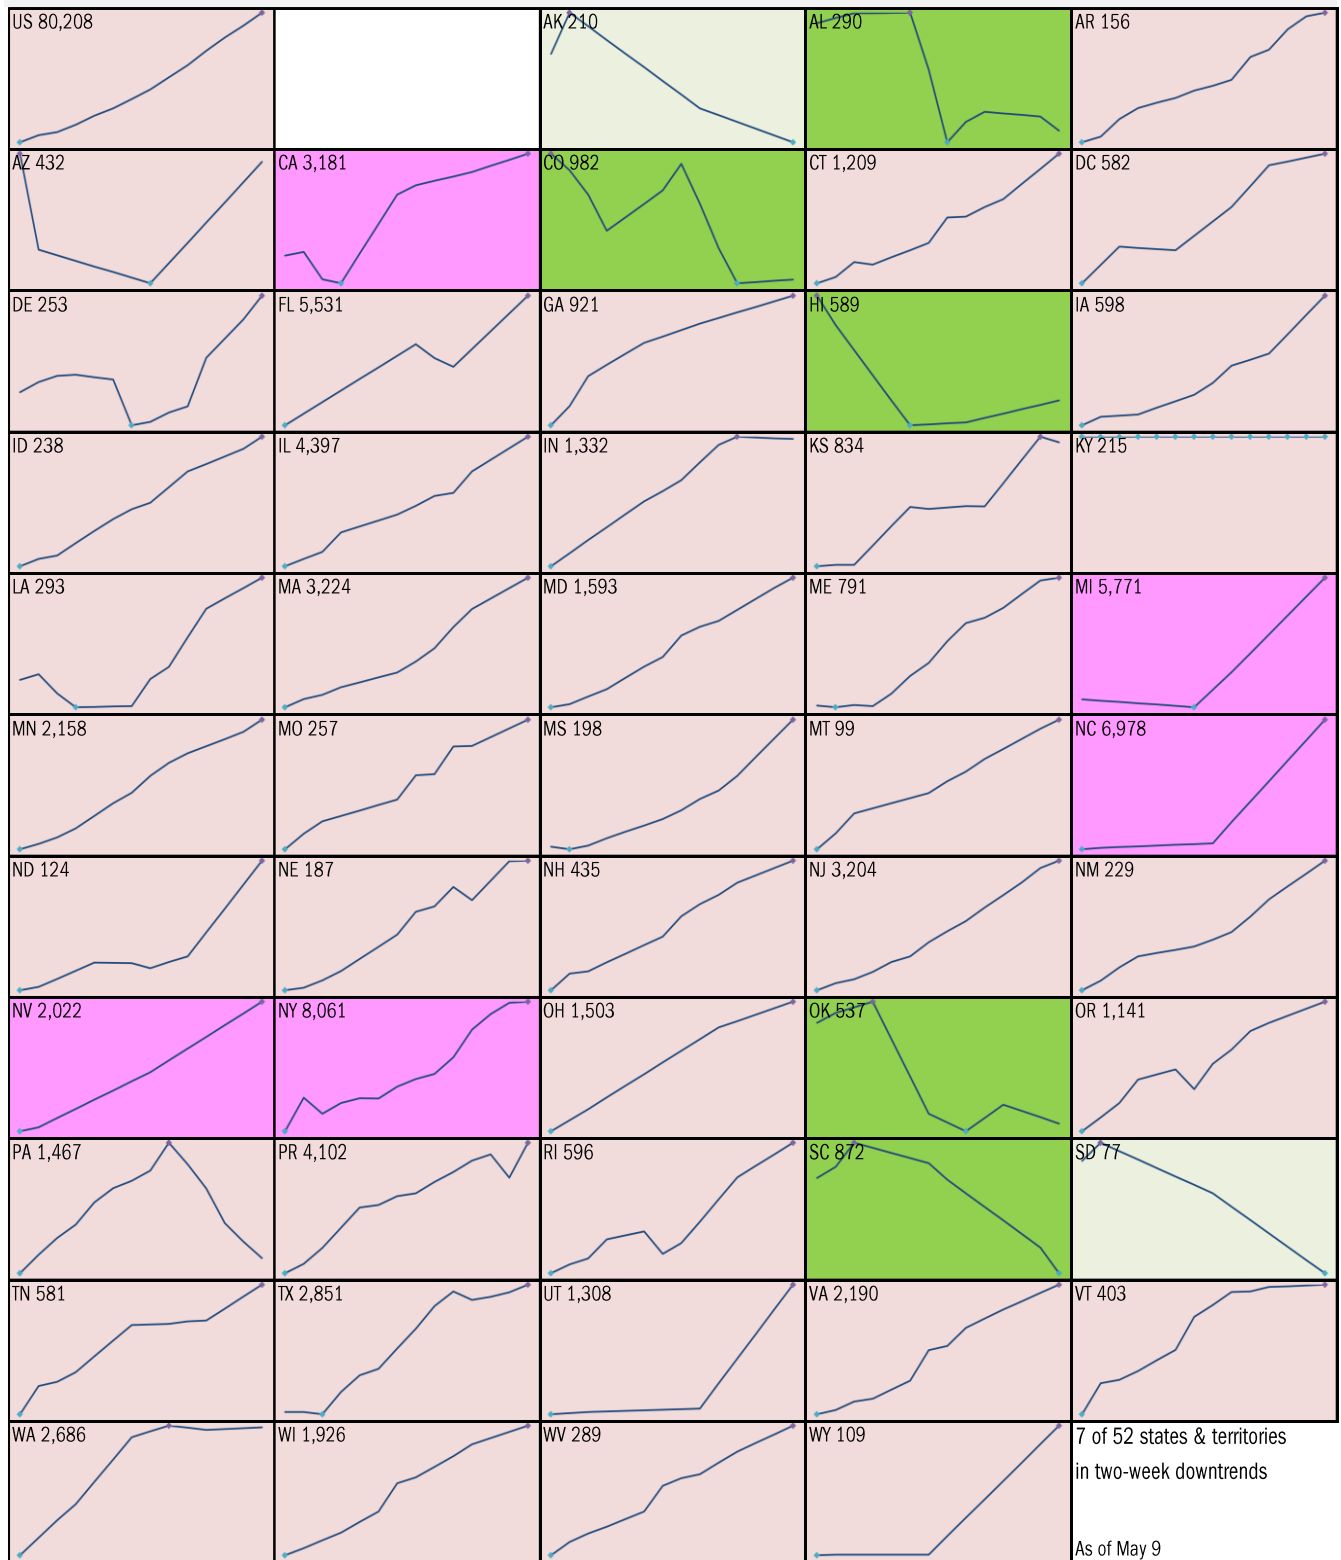 US 80,208
AK 210
AL 290
AR 156
AZ 432
CA 3,181
CO 982
CT 1,209
DC 582
DE 253
FL 5,531
GA 921
HI 589
IA 598
ID 238
IL 4,397
IN 1,332
KS 834
KY 215
LA 293
MA 3,224
MD 1,593
ME 791
MI 5,771
MN 2,158
MO 257
MS 198
MT 99
NC 6,978
ND 124
NE 187
NH 435
NJ 3,204
NM 229
NV 2,022
NY 8,061
OH 1,503
OK 537
OR 1,141
PA 1,467
PR 4,102
RI 596
SC 872
SD 77
TN 581
TX 2,851
UT 1,308
VA 2,190
VT 403
WA 2,686
WI 1,926
WV 289
WY 109
7 of 52 states & territories
in two-week downtrends
As of May 9